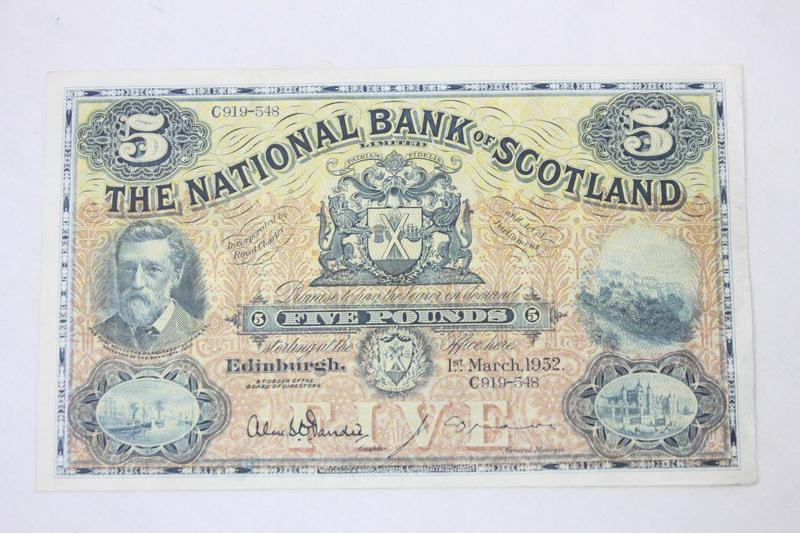 5 C919-548 5
THE NATIONAL BANK OF SCOTLAND
LIMITED
PATRIAM FIDELIS
Incorporated by
Royal Charter
and Act of
Parliament
Promise to pay the bearer on demand
5 FIVE POUNDS 5
sterling at the Office here
Edinburgh, 1ST March, 1952.
BY ORDER OF THE
BOARD OF DIRECTORS
C919-548
FIVE
Cashier
General Manager